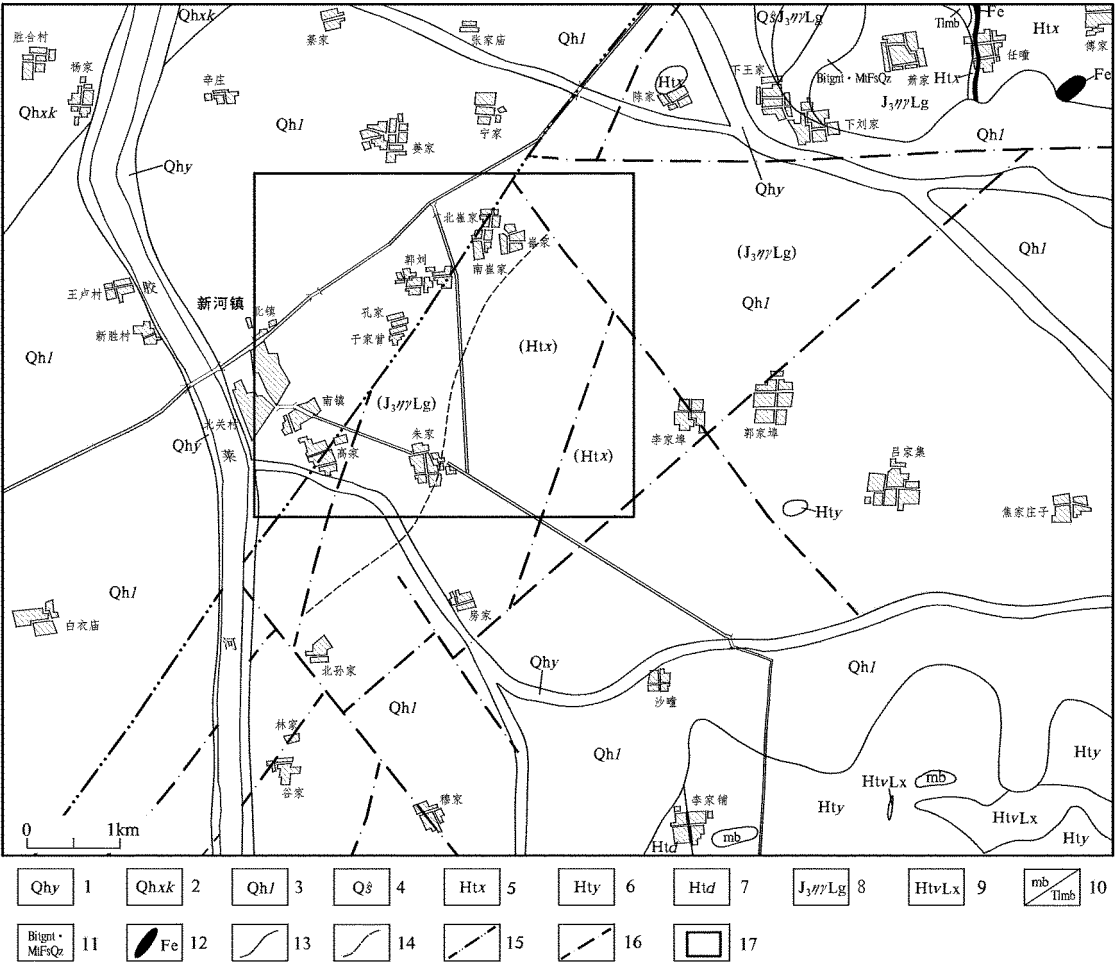 Qhxk
Qŝ
J₃ηγLg
Tlmb
Fe
Htx
傅家
胜合村
綦家
张家庙
Qhl
任疃
杨家
辛庄
下王家
萧家
Htx
Bitgnt·MtFsQz
Htx
Fe
Qhxk
Qhl
宁家
陈家
J₃ηγLg
姜家
下刘家
Qhl
Qhy
Qhy
北崔家
崔家
南崔家
(J₃ηγLg)
Qhl
王卢村
胶
新河镇
郭刘
Qhl
北镇
孔家
新胜村
于家
(Htx)
Qhl
南镇
(J₃ηγLg)
北关村
李家埠
郭家埠
Qhy
莱
高家
朱家
(Htx)
吕家集
Hty
焦家庄子
Qhl
白衣庙
房家
河
北孙家
Qhy
Qhl
沙疃
林家
Qhl
Qhl
谷家
Hty
HtvLx
mb
穆家
李家铺
Hty
HtvLx
Hty
0 1km
Htd
mb
Qhy 1
Qhxk 2
Qhl 3
Qŝ 4
Htx 5
Hty 6
Htd 7
J₃ηγLg 8
HtvLx 9
mb Tlmb 10
Bitgnt·
MtFsQz 11
Fe 12
13
14
15
16
17